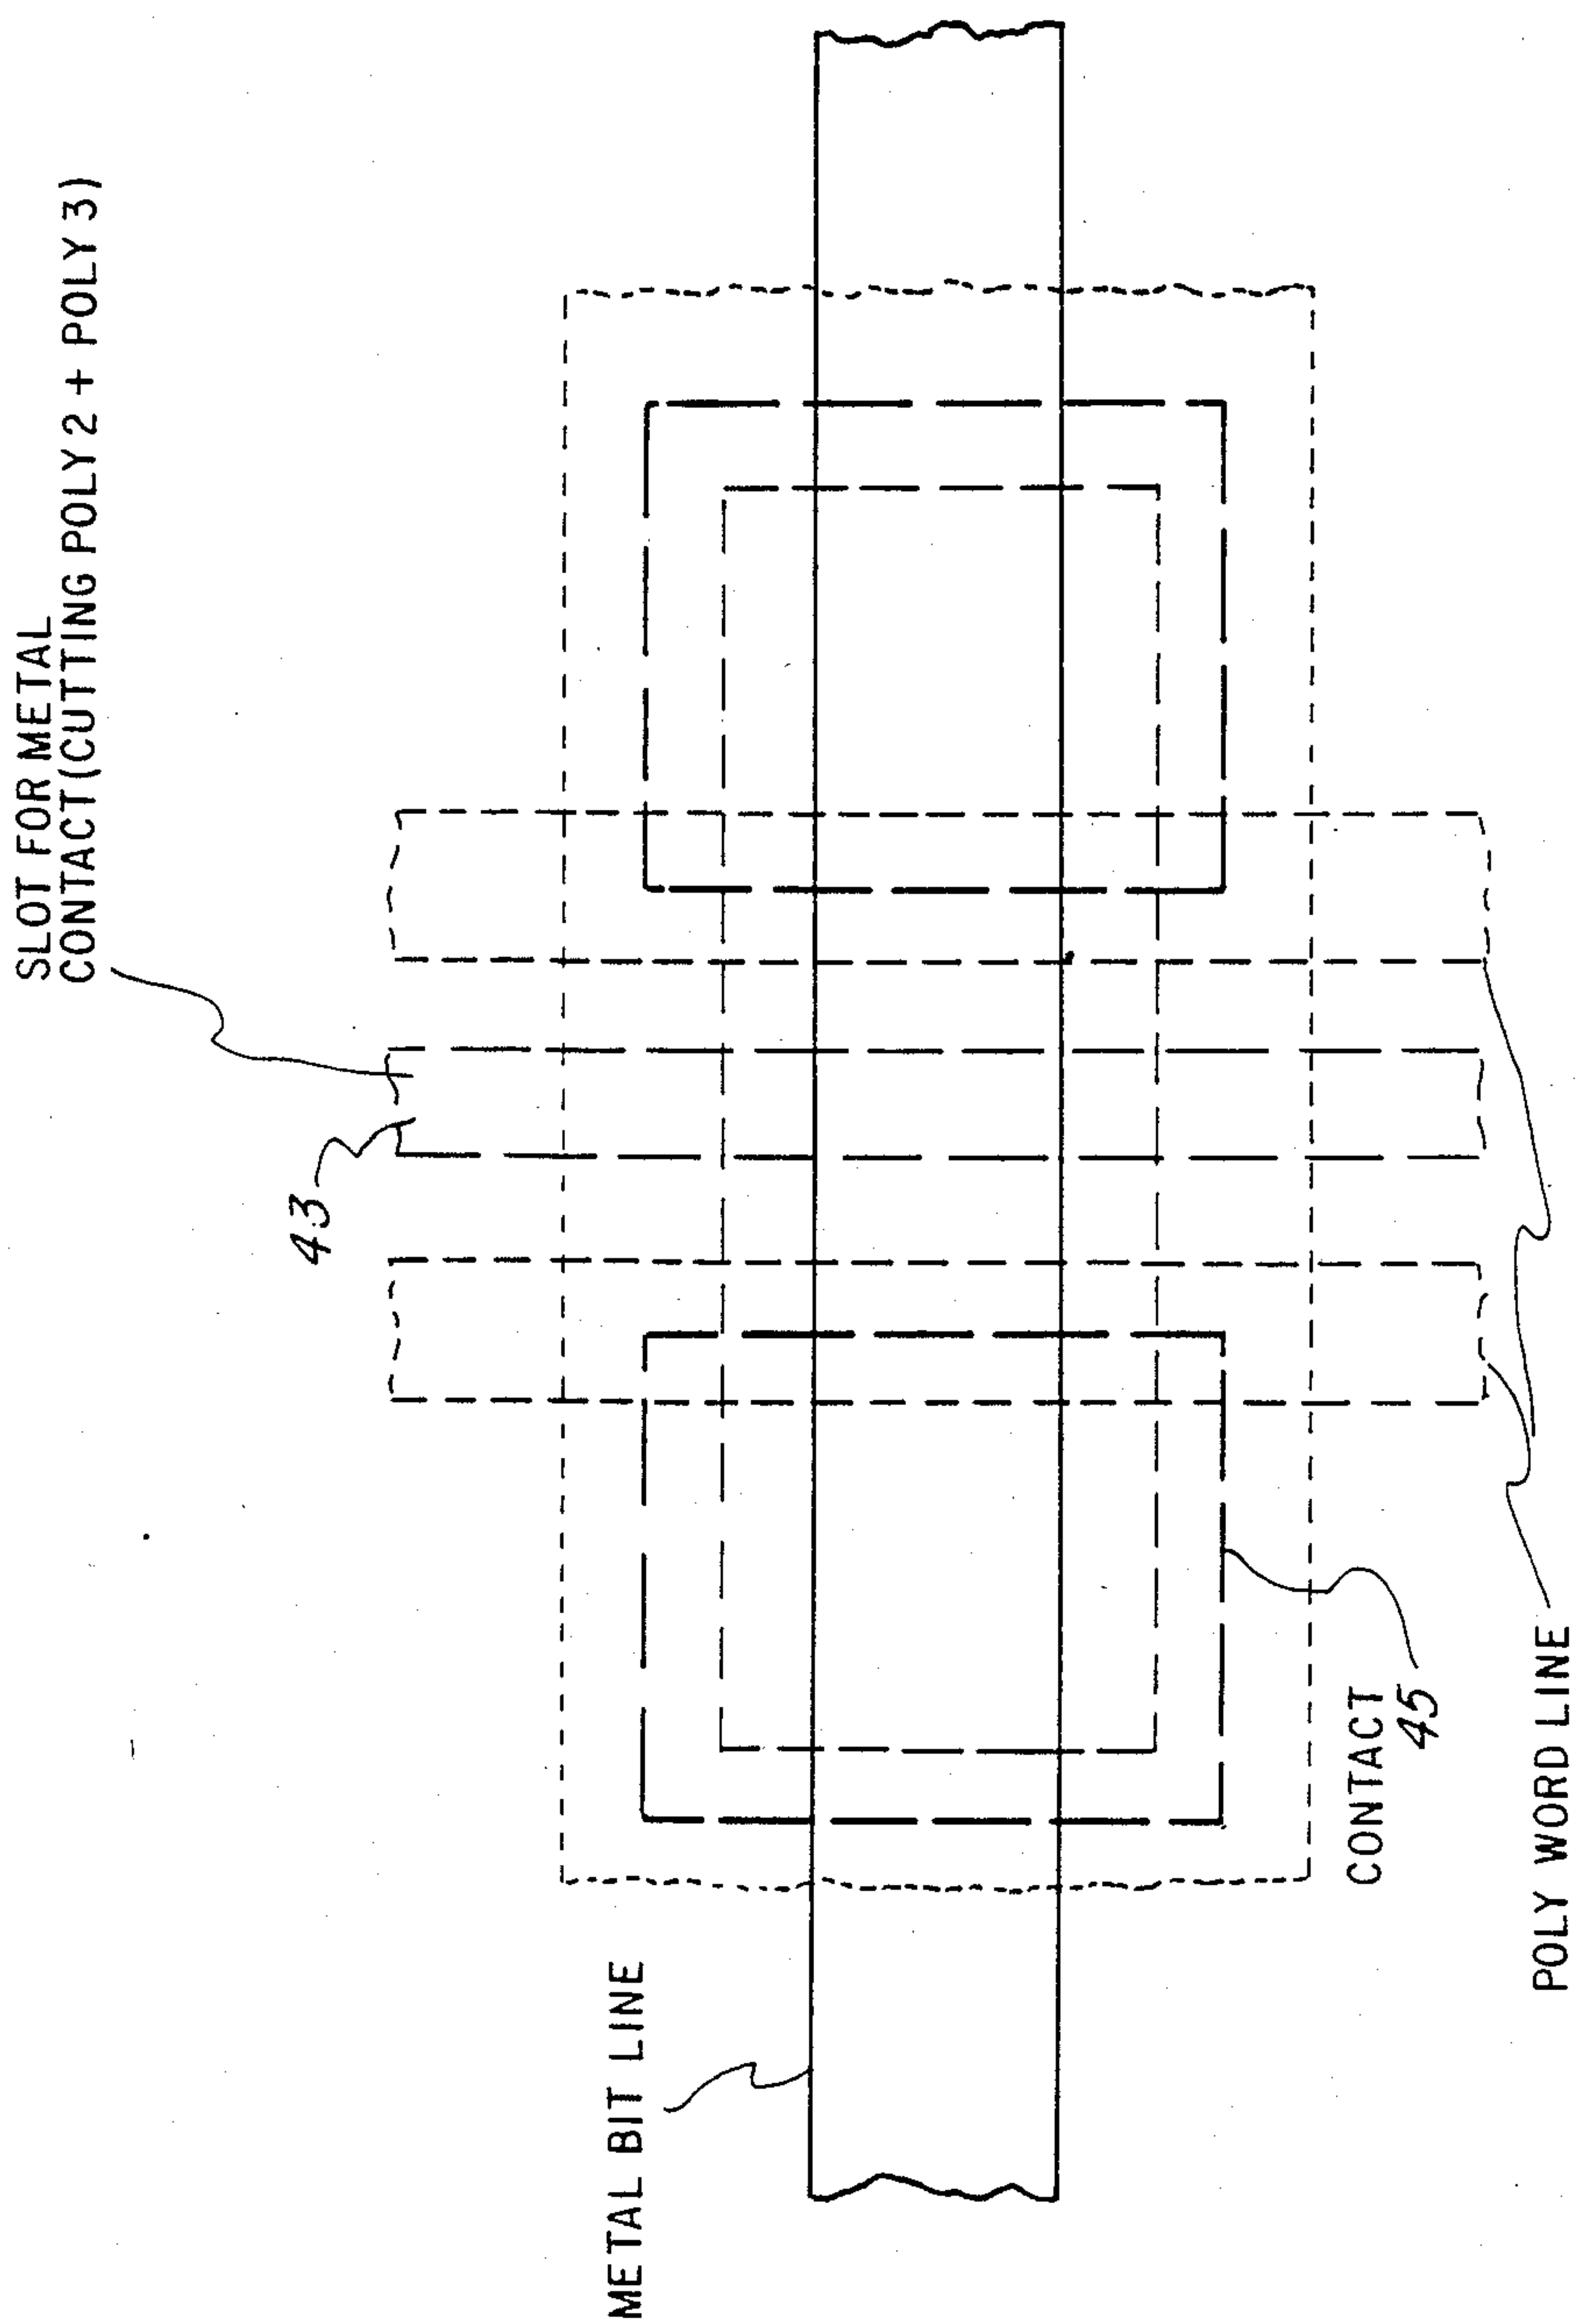 SLOT FOR METAL
CONTACT (CUTTING POLY 2 + POLY 3)
43
METAL BIT LINE
CONTACT
45
POLY WORD LINE